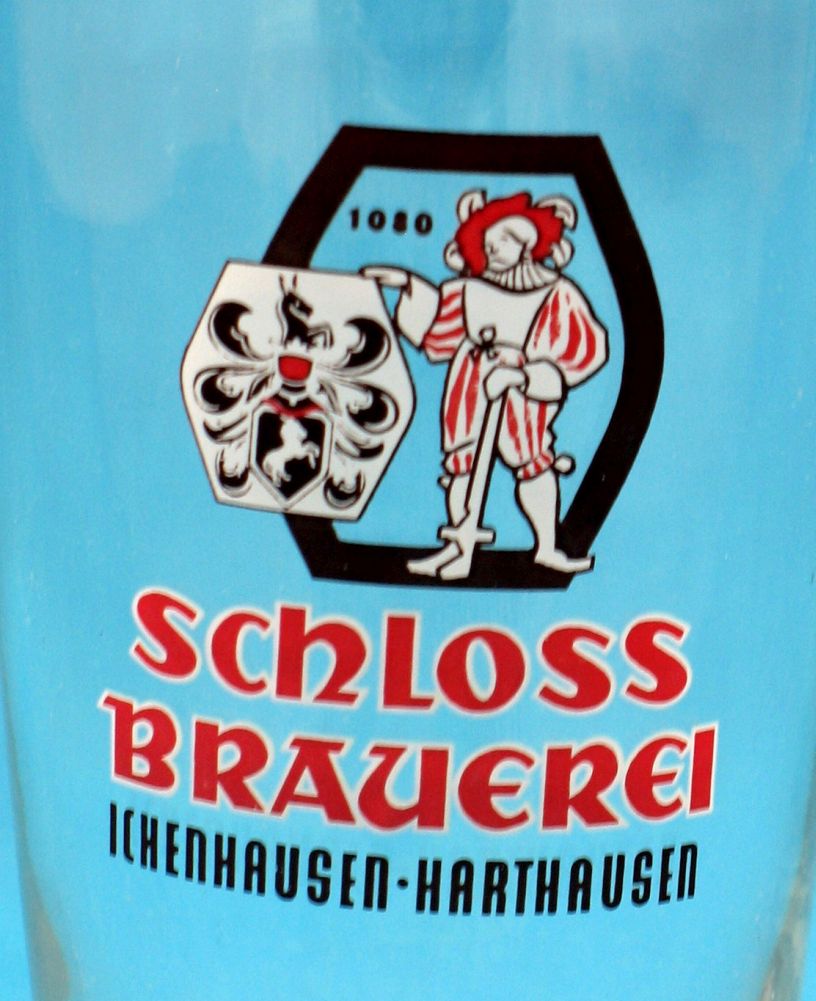 1080
SCHLOSS
BRAUEREI
ICHENHAUSEN·HARTHAUSEN